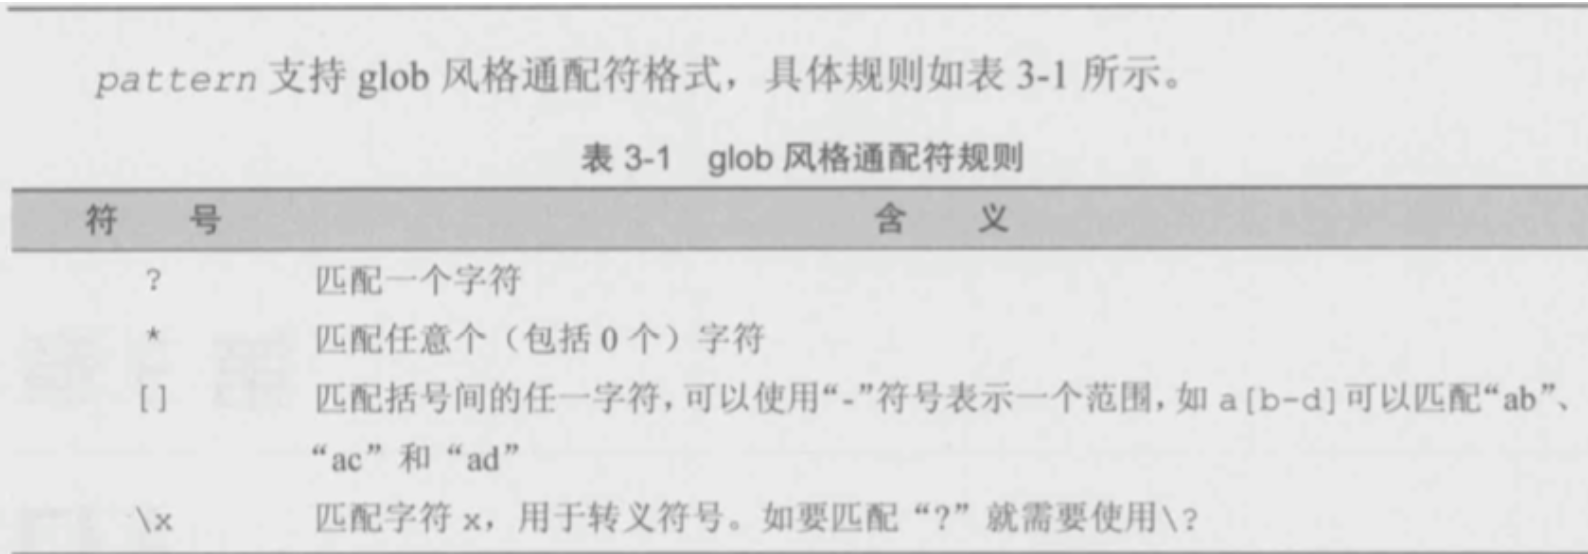 pattern 支持 glob 风格通配符格式，具体规则如表 3-1 所示。
表 3-1 glob 风格通配符规则
符 号 含 义
? 匹配一个字符
* 匹配任意个（包括 0 个）字符
[] 匹配括号间的任一字符，可以使用“-”符号表示一个范围，如 a[b-d]可以匹配“ab”、
“ac”和“ad”
\x 匹配字符 x，用于转义符号。如要匹配“?”就需要使用\?